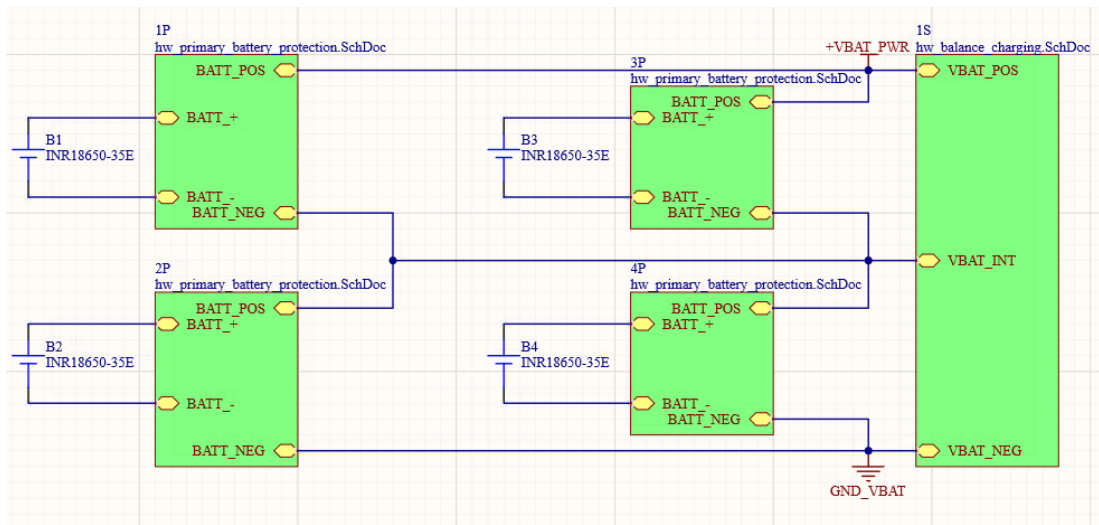 1P
hw_primary_battery_protection.SchDoc
BATT_POS
BATT_+
B1
INR18650-35E
BATT_-
BATT_NEG
2P
hw_primary_battery_protection.SchDoc
BATT_POS
BATT_+
B2
INR18650-35E
BATT_-
BATT_NEG
3P
hw_primary_battery_protection.SchDoc
BATT_POS
BATT_+
B3
INR18650-35E
BATT_-
BATT_NEG
4P
hw_primary_battery_protection.SchDoc
BATT_POS
BATT_+
B4
INR18650-35E
BATT_-
BATT_NEG
+VBAT_PWR
GND_VBAT
1S
hw_balance_charging.SchDoc
VBAT_POS
VBAT_INT
VBAT_NEG